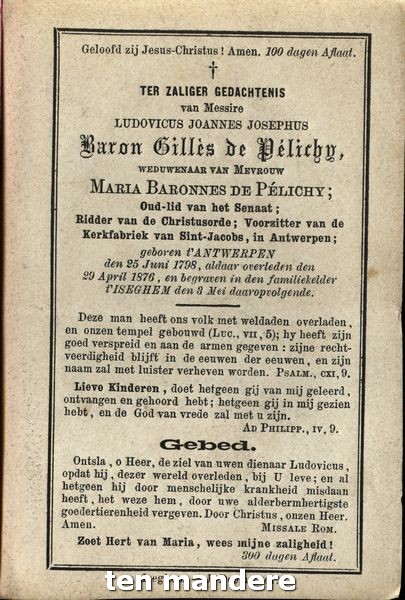 Geloofd zij Jesus-Christus! Amen. 100 dagen Aflaat.
†
TER ZALIGER GEDACHTENIS
van Messire
LUDOVICUS JOANNES JOSEPHUS
Baron Gillès de Pélichy,
WEDUWENAAR VAN MEVROUW
MARIA BARONNES DE PÉLICHY;
Oud-lid van het Senaat;
Ridder van de Christusorde; Voorzitter van de
Kerkfabriek van Sint-Jacobs, in Antwerpen;
geboren t'ANTWERPEN
den 25 Juni 1798, aldaar overleden den
29 April 1876, en begraven in den familiekelder
t'ISEGHEM den 3 Mei daaropvolgende.
Deze man heeft ons volk met weldaden overladen,
en onzen tempel gebouwd (LUC., VII, 5); hy heeft zijn
goed verspreid en aan de armen gegeven: zijne recht-
veerdigheid blijft in de eeuwen der eeuwen, en zijn
naam zal met luister verheven worden. PSALM., CXI, 9.
Lieve Kinderen, doet hetgeen gij van mij geleerd,
ontvangen en gehoord hebt; hetgeen gij in mij gezien
hebt, en de God van vrede zal met u zijn.
AD PHILIPP., IV, 9.
Gebed.
Ontsla, o Heer, de ziel van uwen dienaar Ludovicus,
opdat hij, dezer wereld overleden, bij U leve; en al
hetgeen hij door menschelijke krankheid misdaan
heeft, het weze hem, door uwe alderbermhertigste
goedertierenheid vergeven. Door Christus, onzen Heer.
Amen. MISSALE ROM.
Zoet Hert van Maria, wees mijne zaligheid!
300 dagen Aflaat.
ten mandere